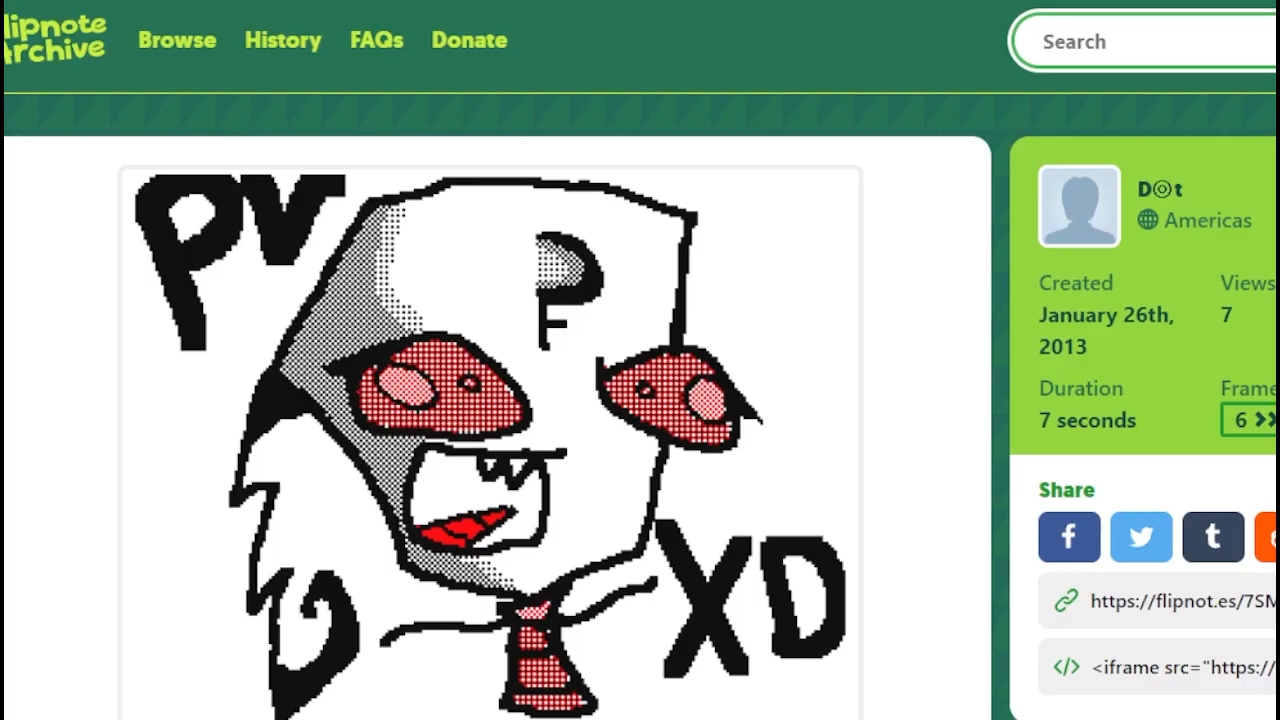 lipnote
Archive
Browse
History
FAQs
Donate
Search
PV
P
F
XD
D◎t
Americas
Created
January 26th,
2013
Views
7
Duration
7 seconds
Frame
6
Share
https://flipnot.es/7SM
<iframe src="https://